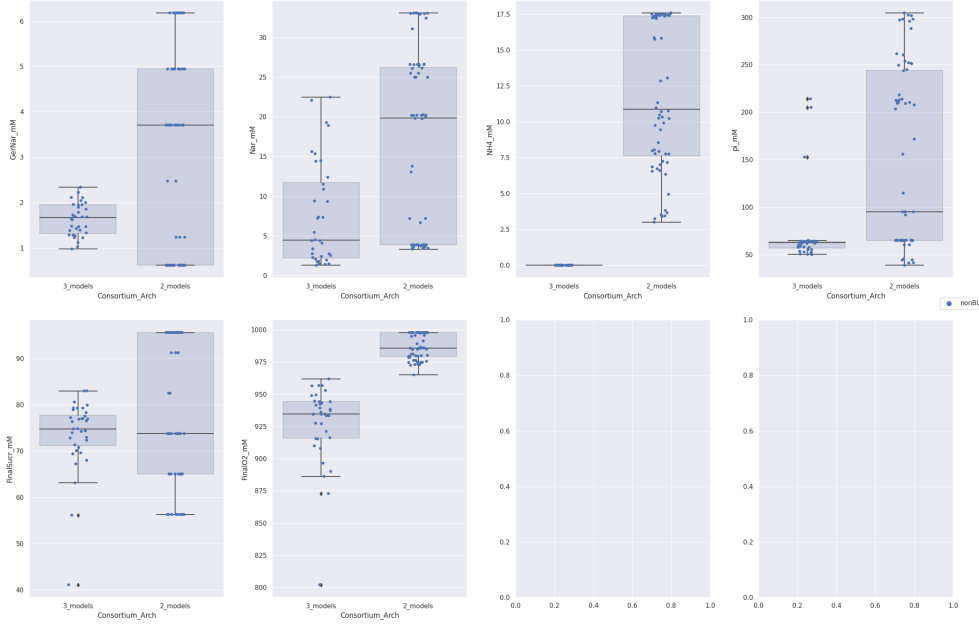 GerNar_mM
6
5
4
3
2
1
3_models
2_models
Consortium_Arch
Nar_mM
30
25
20
15
10
5
0
3_models
2_models
Consortium_Arch
NH4_mM
17.5
15.0
12.5
10.0
7.5
5.0
2.5
0.0
3_models
2_models
Consortium_Arch
pi_mM
300
250
200
150
100
50
3_models
2_models
Consortium_Arch
nonBL
FinalSucr_mM
90
80
70
60
50
40
3_models
2_models
Consortium_Arch
FinalO2_mM
1000
975
950
925
900
875
850
825
800
3_models
2_models
Consortium_Arch
1.0
0.8
0.6
0.4
0.2
0.0
0.0 0.2 0.4 0.6 0.8 1.0
1.0
0.8
0.6
0.4
0.2
0.0
0.0 0.2 0.4 0.6 0.8 1.0